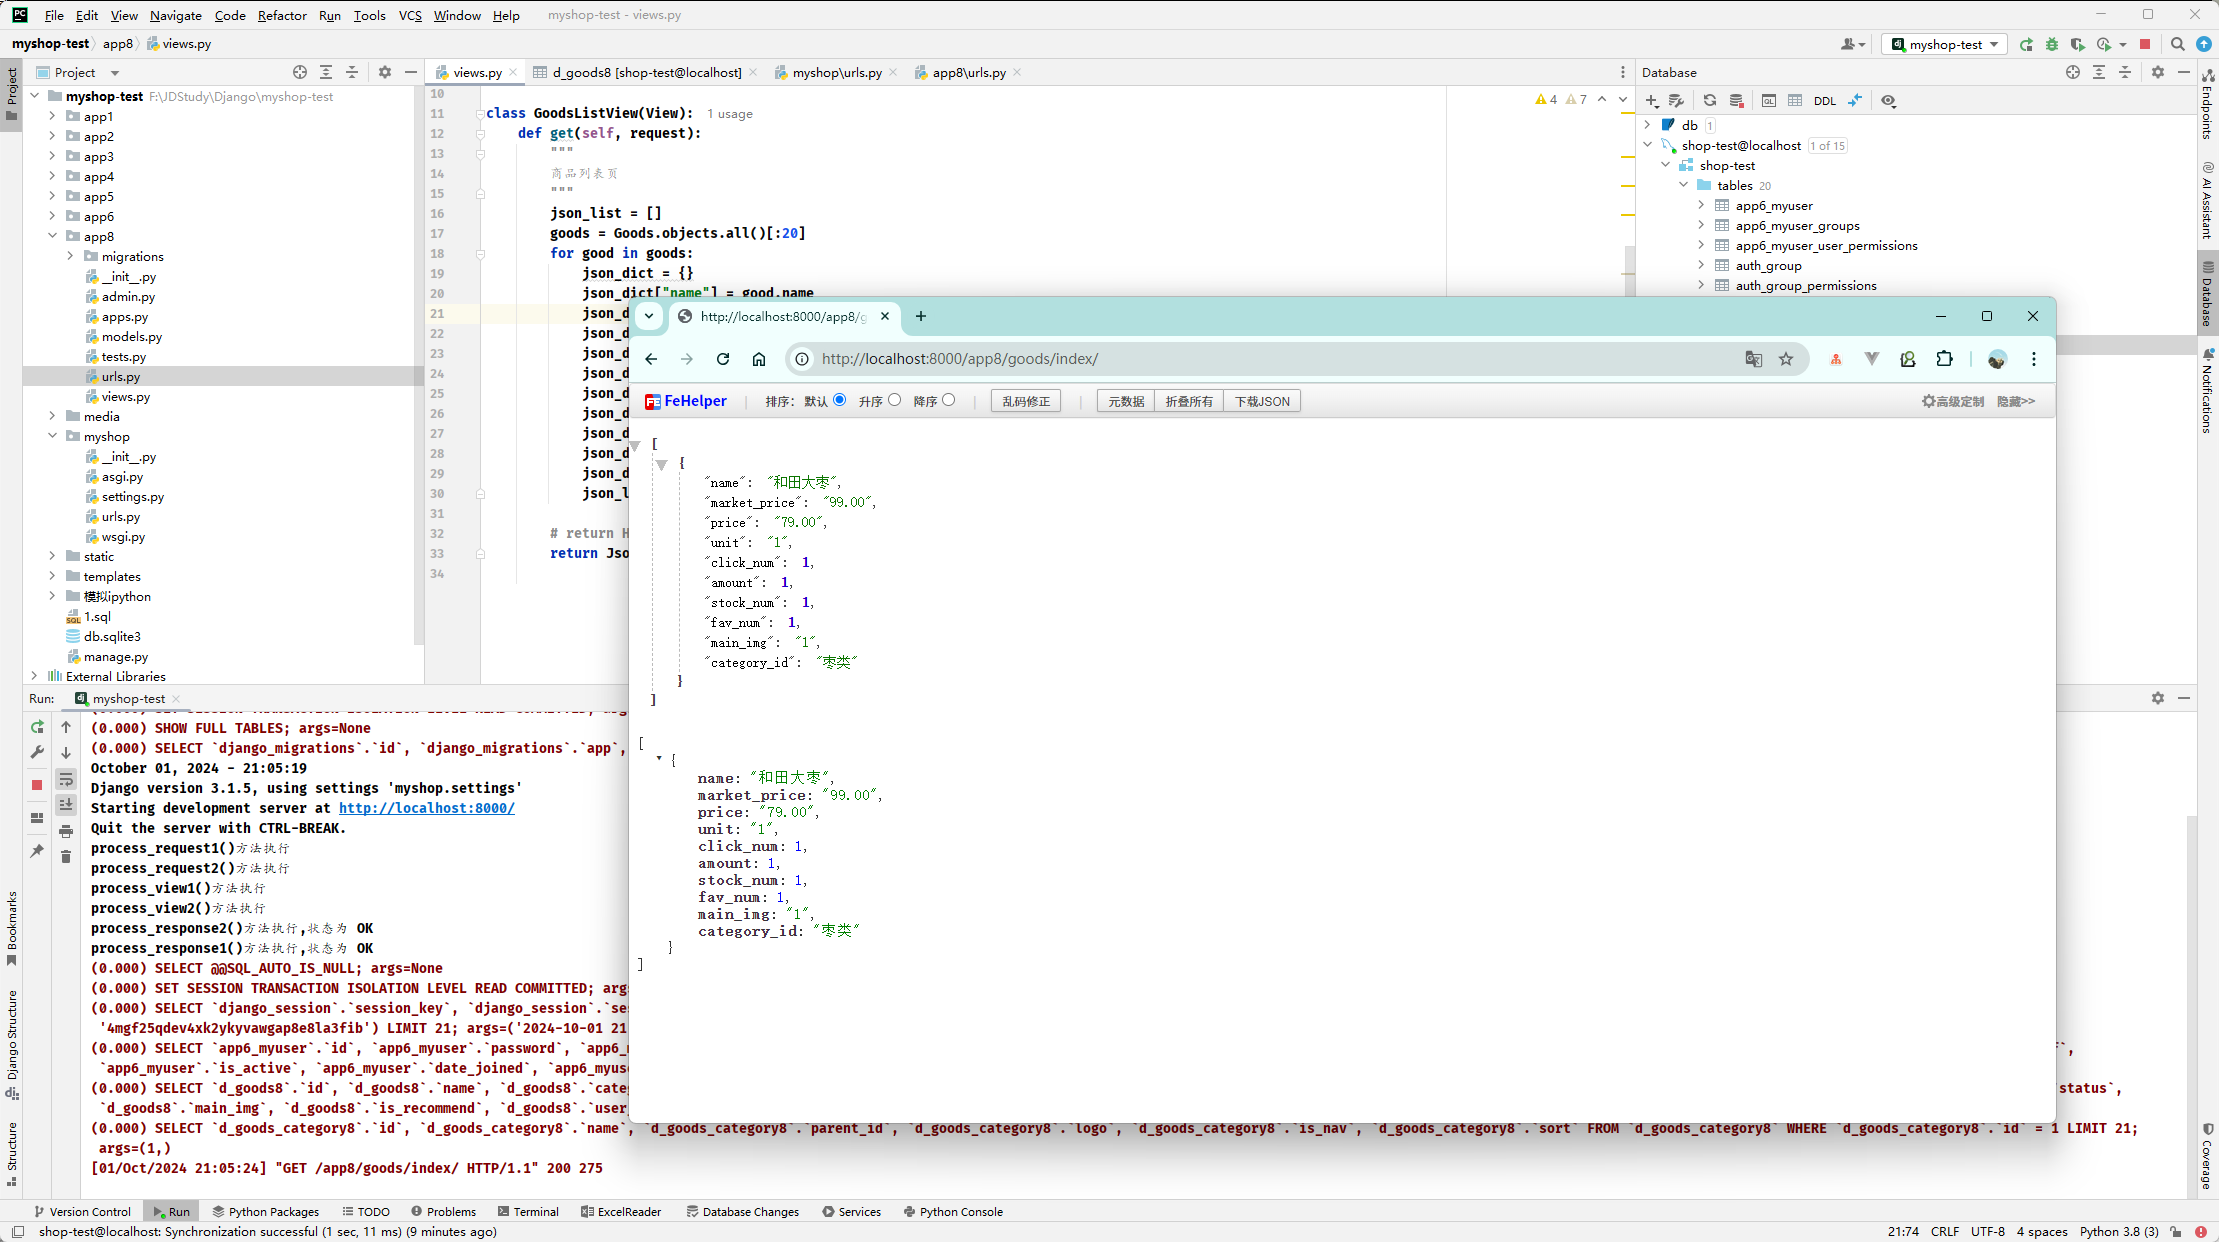 File Edit View Navigate Code Refactor Run Tools VCS Window Help myshop-test - views.py
myshop-test app8 views.py
myshop-test
Project
views.py
d_goods8 [shop-test@localhost]
myshop\urls.py
app8\urls.py
Database
myshop-test F:\JDStudy\Django\myshop-test
app1
app2
app3
app4
app5
app6
app8
migrations
__init__.py
admin.py
apps.py
models.py
tests.py
urls.py
views.py
media
myshop
__init__.py
asgi.py
settings.py
urls.py
wsgi.py
static
templates
模拟ipython
1.sql
db.sqlite3
manage.py
External Libraries
10
11 class GoodsListView(View): 1 usage
12 def get(self, request):
13 """
14 商品列表页
15 """
16 json_list = []
17 goods = Goods.objects.all()[:20]
18 for good in goods:
19 json_dict = {}
20 json_dict["name"] = good.name
21 json_d
22 json_d
23 json_d
24 json_d
25 json_d
26 json_d
27 json_d
28 json_d
29 json_d
30 json_l
31
32 # return H
33 return Jso
34
4 7
DDL
db 1
shop-test@localhost 1 of 15
shop-test
tables 20
app6_myuser
app6_myuser_groups
app6_myuser_user_permissions
auth_group
auth_group_permissions
http://localhost:8000/app8/g
http://localhost:8000/app8/goods/index/
FeHelper 排序: 默认 升序 降序 乱码修正 元数据 折叠所有 下载JSON 高级定制 隐藏>>
[
{
"name": "和田大枣",
"market_price": "99.00",
"price": "79.00",
"unit": "1",
"click_num": 1,
"amount": 1,
"stock_num": 1,
"fav_num": 1,
"main_img": "1",
"category_id": "枣类"
}
]
[
{
name: "和田大枣",
market_price: "99.00",
price: "79.00",
unit: "1",
click_num: 1,
amount: 1,
stock_num: 1,
fav_num: 1,
main_img: "1",
category_id: "枣类"
}
]
Run: myshop-test
(0.000) SHOW FULL TABLES; args=None
(0.000) SELECT `django_migrations`.`id`, `django_migrations`.`app`,
October 01, 2024 - 21:05:19
Django version 3.1.5, using settings 'myshop.settings'
Starting development server at http://localhost:8000/
Quit the server with CTRL-BREAK.
process_request1()方法执行
process_request2()方法执行
process_view1()方法执行
process_view2()方法执行
process_response2()方法执行,状态为 OK
process_response1()方法执行,状态为 OK
(0.000) SELECT @@SQL_AUTO_IS_NULL; args=None
(0.000) SET SESSION TRANSACTION ISOLATION LEVEL READ COMMITTED; arg
(0.000) SELECT `django_session`.`session_key`, `django_session`.`se
'4mgf25qdev4xk2ykyvawgap8e8la3fib') LIMIT 21; args=('2024-10-01 21
(0.000) SELECT `app6_myuser`.`id`, `app6_myuser`.`password`, `app6_
`app6_myuser`.`is_active`, `app6_myuser`.`date_joined`, `app6_myus
(0.000) SELECT `d_goods8`.`id`, `d_goods8`.`name`, `d_goods8`.`categ status`,
`d_goods8`.`main_img`, `d_goods8`.`is_recommend`, `d_goods8`.`user
(0.000) SELECT `d_goods_category8`.`id`, `d_goods_category8`.`name`, `d_goods_category8`.`parent_id`, `d_goods_category8`.`logo`, `d_goods_category8`.`is_nav`, `d_goods_category8`.`sort` FROM `d_goods_category8` WHERE `d_goods_category8`.`id` = 1 LIMIT 21;
args=(1,)
[01/Oct/2024 21:05:24] "GET /app8/goods/index/ HTTP/1.1" 200 275
Project
Bookmarks
Django Structure
Structure
Endpoints
AI Assistant
Database
Notifications
Coverage
Version Control Run Python Packages TODO Problems Terminal ExcelReader Database Changes Services Python Console
shop-test@localhost: Synchronization successful (1 sec, 11 ms) (9 minutes ago) 21:74 CRLF UTF-8 4 spaces Python 3.8 (3)